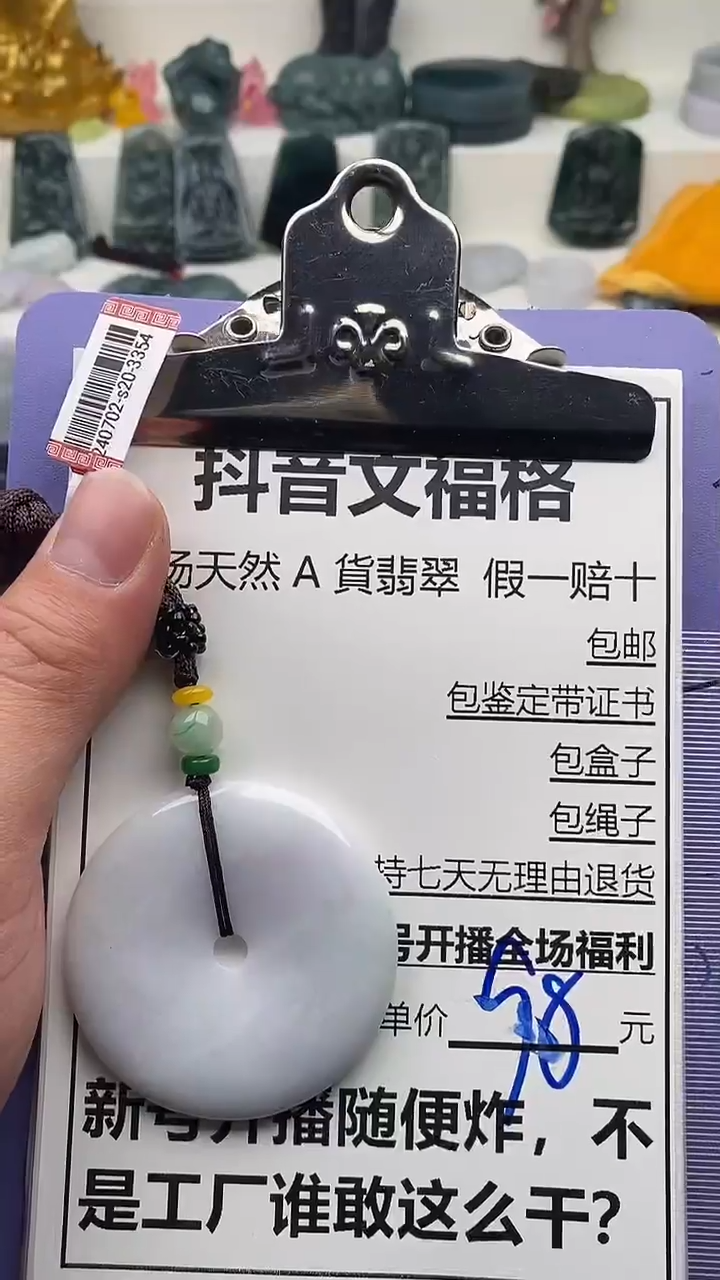 240702-s20-3354
抖音文福格
场天然 A 貨翡翠 假一赔十
包邮
包鉴定带证书
包盒子
包绳子
持七天无理由退货
号开播全场福利
单价 58 元
新号开播随便炸，不
是工厂谁敢这么干？